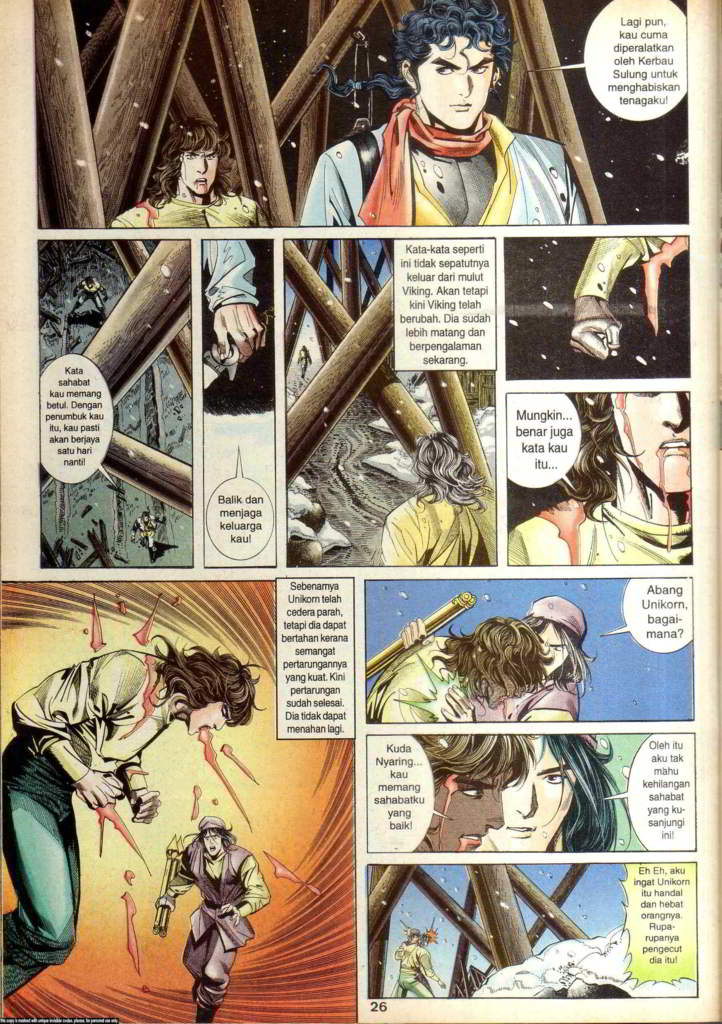 Lagi pun,
kau cuma
diperalatkan
oleh Kerbau
Sulung untuk
menghabiskan
tenagaku!
Kata
sahabat
kau memang
betul. Dengan
penumbuk kau
itu, kau pasti
akan berjaya
satu hari
nanti!
Balik dan
menjaga
keluarga
kau!
Kata-kata seperti
ini tidak sepatutnya
keluar dari mulut
Viking. Akan tetapi
kini Viking telah
berubah. Dia sudah
lebih matang dan
berpengalaman
sekarang.
Mungkin...
benar juga
kata kau
itu...
Sebenarnya
Unikorn telah
cedera parah,
tetapi dia dapat
bertahan kerana
semangat
pertarungannya
yang kuat. Kini
pertarungan
sudah selesai.
Dia tidak dapat
menahan lagi.
Abang
Unikorn,
bagai-
mana?
Kuda
Nyaring...
kau
memang
sahabatku
yang
baik!
Oleh itu
aku tak
mahu
kehilangan
sahabat
yang ku-
sanjungi
ini!
Eh Eh, aku
ingat Unikorn
itu handal
dan hebat
orangnya.
Rupa-
rupanya
pengecut
dia itu!
26
This copy is marked with unique invisible codes, please, for personal use only.